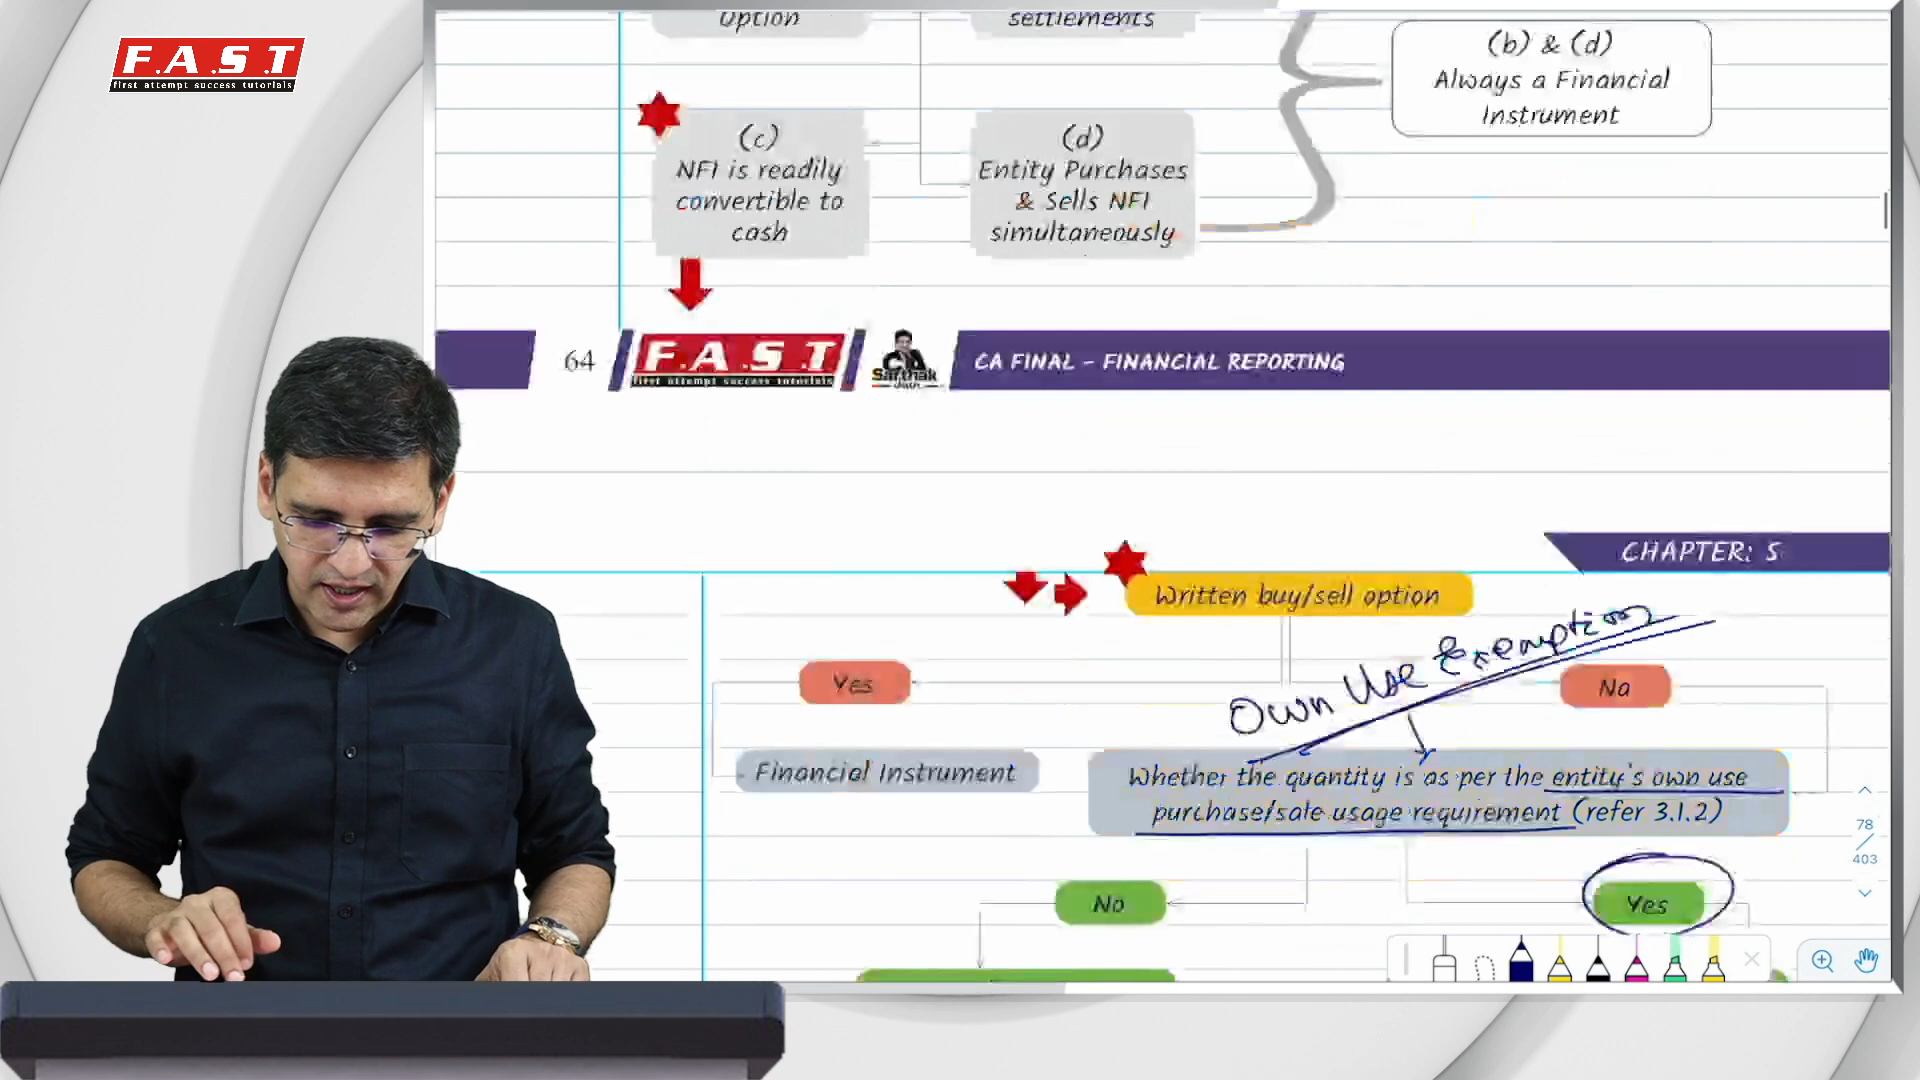 F.A.S.T
first attempt success tutorials
Option
settlements
(b) & (d)
Always a Financial
Instrument
(c)
NFI is readily
convertible to
cash
(d)
Entity Purchases
& Sells NFI
simultaneously
64
F.A.S.T
first attempt success tutorials
Sarthak
CA FINAL - FINANCIAL REPORTING
CHAPTER: 5
Written buy/sell option
Own Use Exemption
Yes
No
Financial Instrument
Whether the quantity is as per the entity's own use
purchase/sale usage requirement (refer 3.1.2)
78
403
No
Yes